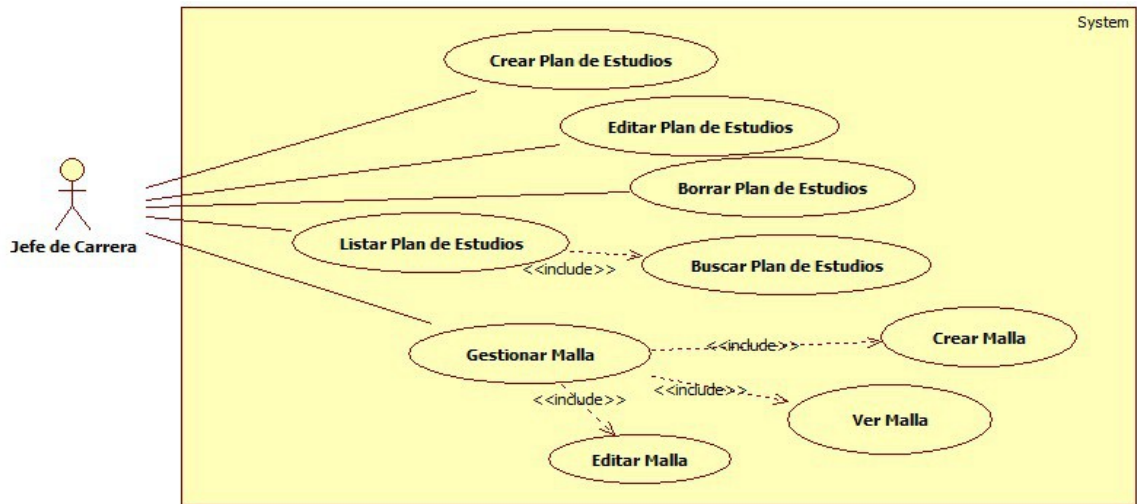 System
Crear Plan de Estudios
Editar Plan de Estudios
Borrar Plan de Estudios
Jefe de Carrera
Listar Plan de Estudios
<<include>>
Buscar Plan de Estudios
Gestionar Malla
<<include>>
Crear Malla
<<include>>
<<include>>
Ver Malla
Editar Malla